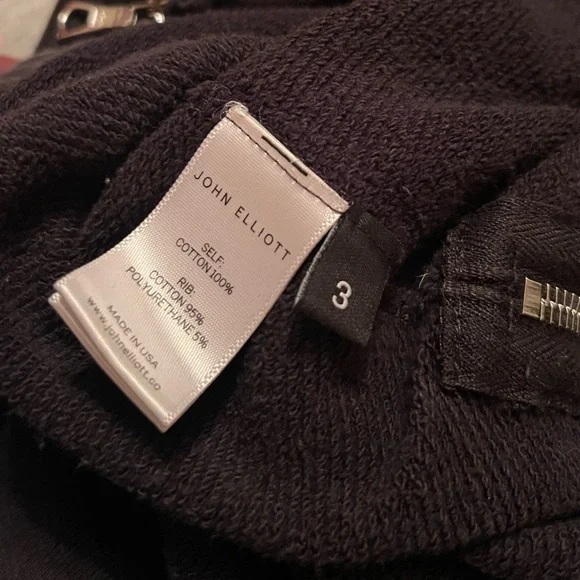 JOHN ELLIOTT
SELF:
COTTON 100%
RIB:
COTTON 95%
POLYURETHANE 5%
MADE IN USA
www.johnelliott.co
3